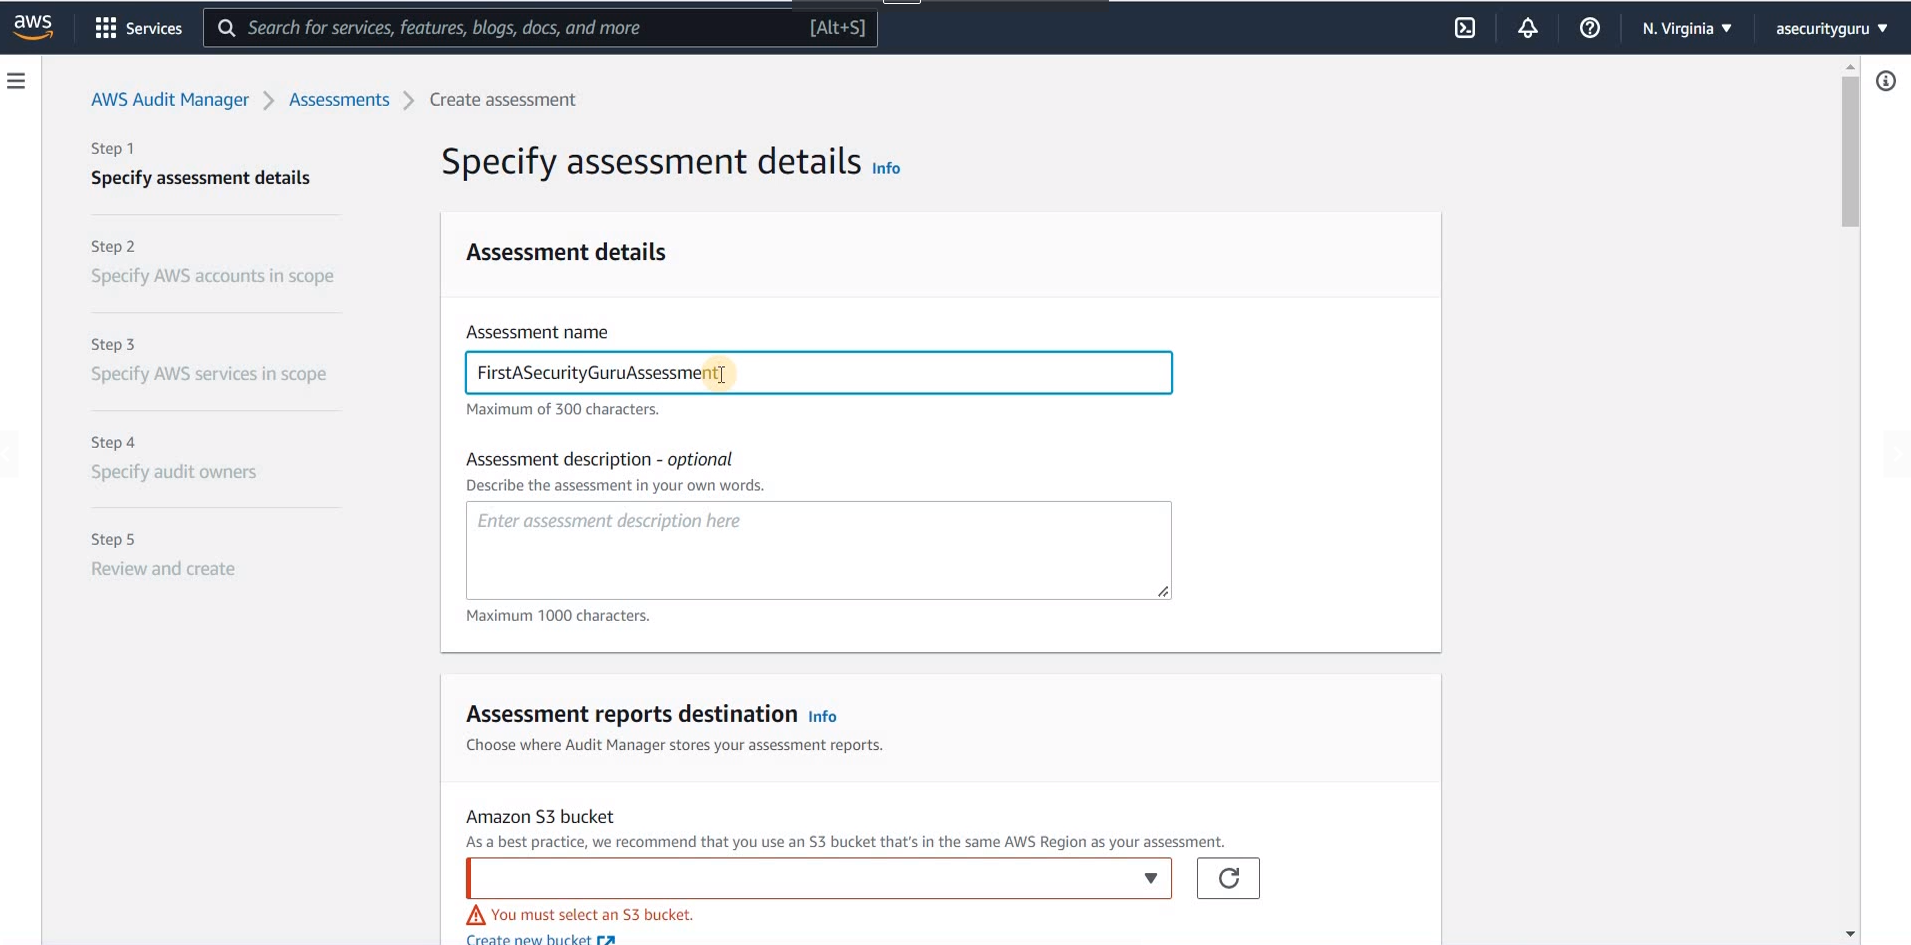 aws
Services
Search for services, features, blogs, docs, and more
[Alt+S]
N. Virginia
asecurityguru
AWS Audit Manager
Assessments
Create assessment
Step 1
Specify assessment details
Step 2
Specify AWS accounts in scope
Step 3
Specify AWS services in scope
Step 4
Specify audit owners
Step 5
Review and create
Specify assessment details Info
Assessment details
Assessment name
FirstASecurityGuruAssessment
Maximum of 300 characters.
Assessment description - optional
Describe the assessment in your own words.
Enter assessment description here
Maximum 1000 characters.
Assessment reports destination Info
Choose where Audit Manager stores your assessment reports.
Amazon S3 bucket
As a best practice, we recommend that you use an S3 bucket that's in the same AWS Region as your assessment.
You must select an S3 bucket.
Create new bucket